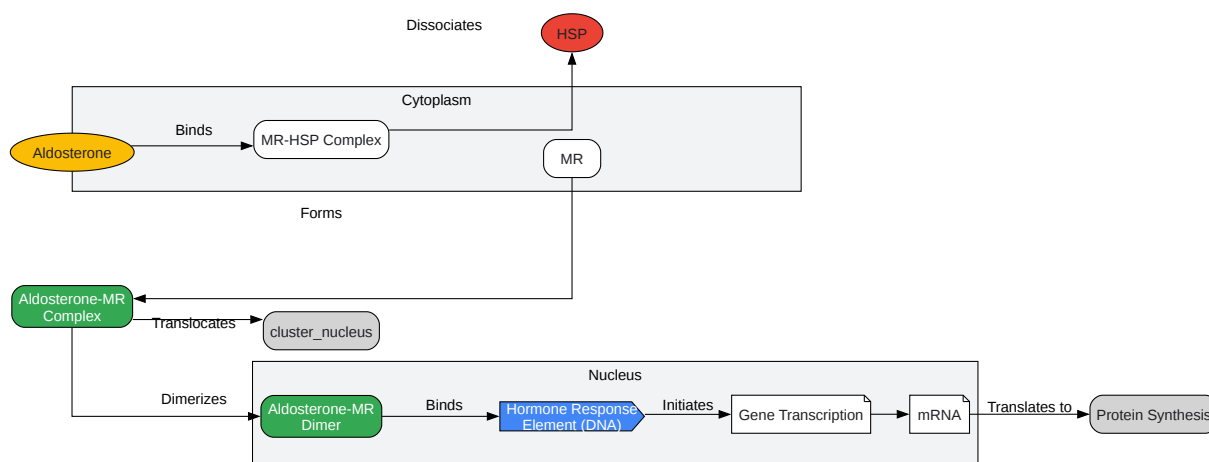 Dissociates
HSP
Cytoplasm
Binds
MR-HSP Complex
Aldosterone
MR
Forms
Aldosterone-MR
Complex
Translocates
cluster_nucleus
Nucleus
Dimerizes
Aldosterone-MR
Dimer
Binds
Hormone Response
Element (DNA)
Initiates
Gene Transcription
mRNA
Translates to
Protein Synthesis